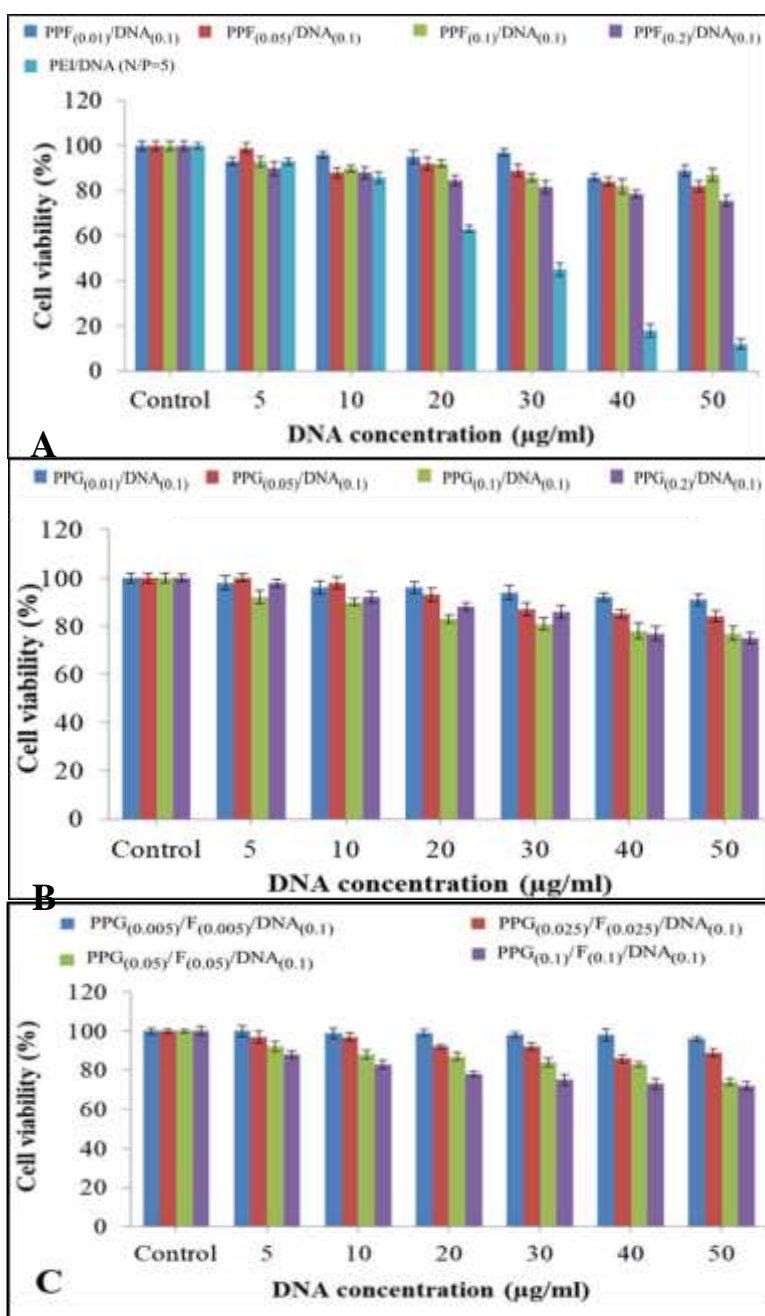 PPF(0.01)/DNA(0.1) PPF(0.05)/DNA(0.1) PPF(0.1)/DNA(0.1) PPF(0.2)/DNA(0.1)
PEI/DNA (N/P=5)
120
100
80
60
40
20
0
Cell viability (%)
Control 5 10 20 30 40 50
DNA concentration (µg/ml)
A
PPG(0.01)/DNA(0.1) PPG(0.05)/DNA(0.1) PPG(0.1)/DNA(0.1) PPG(0.2)/DNA(0.1)
120
100
80
60
40
20
0
Cell viability (%)
Control 5 10 20 30 40 50
DNA concentration (µg/ml)
B
PPG(0.005)/F(0.005)/DNA(0.1) PPG(0.025)/F(0.025)/DNA(0.1)
PPG(0.05)/F(0.05)/DNA(0.1) PPG(0.1)/F(0.1)/DNA(0.1)
120
100
80
60
40
20
0
Cell viability (%)
Control 5 10 20 30 40 50
DNA concentration (µg/ml)
C